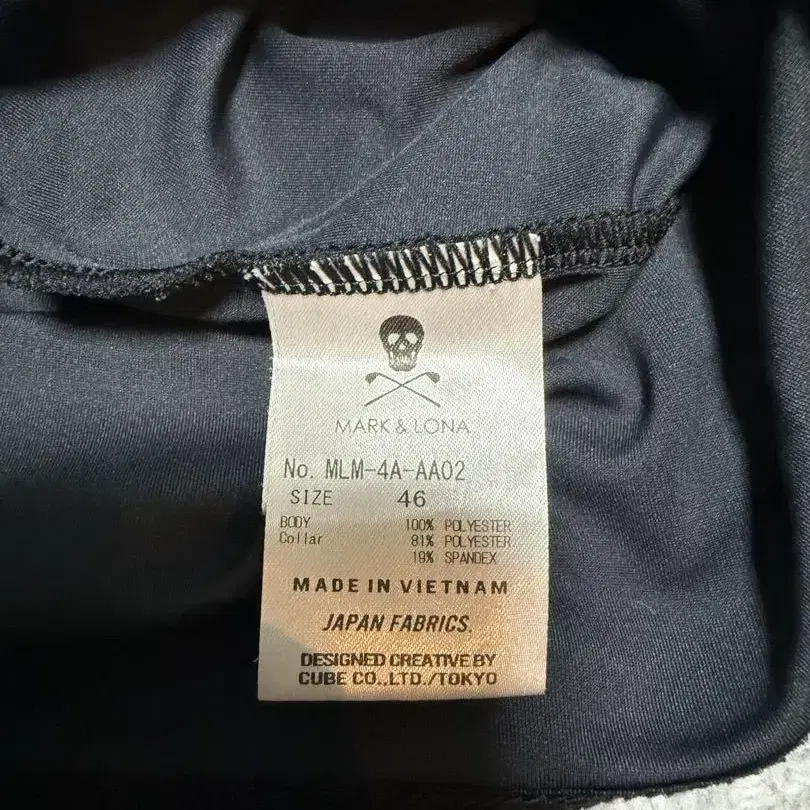 MARK & LONA
No. MLM-4A-AA02
SIZE 46
BODY 100% POLYESTER
Collar 81% POLYESTER
19% SPANDEX
MADE IN VIETNAM
JAPAN FABRICS.
DESIGNED CREATIVE BY
CUBE CO.,LTD./TOKYO